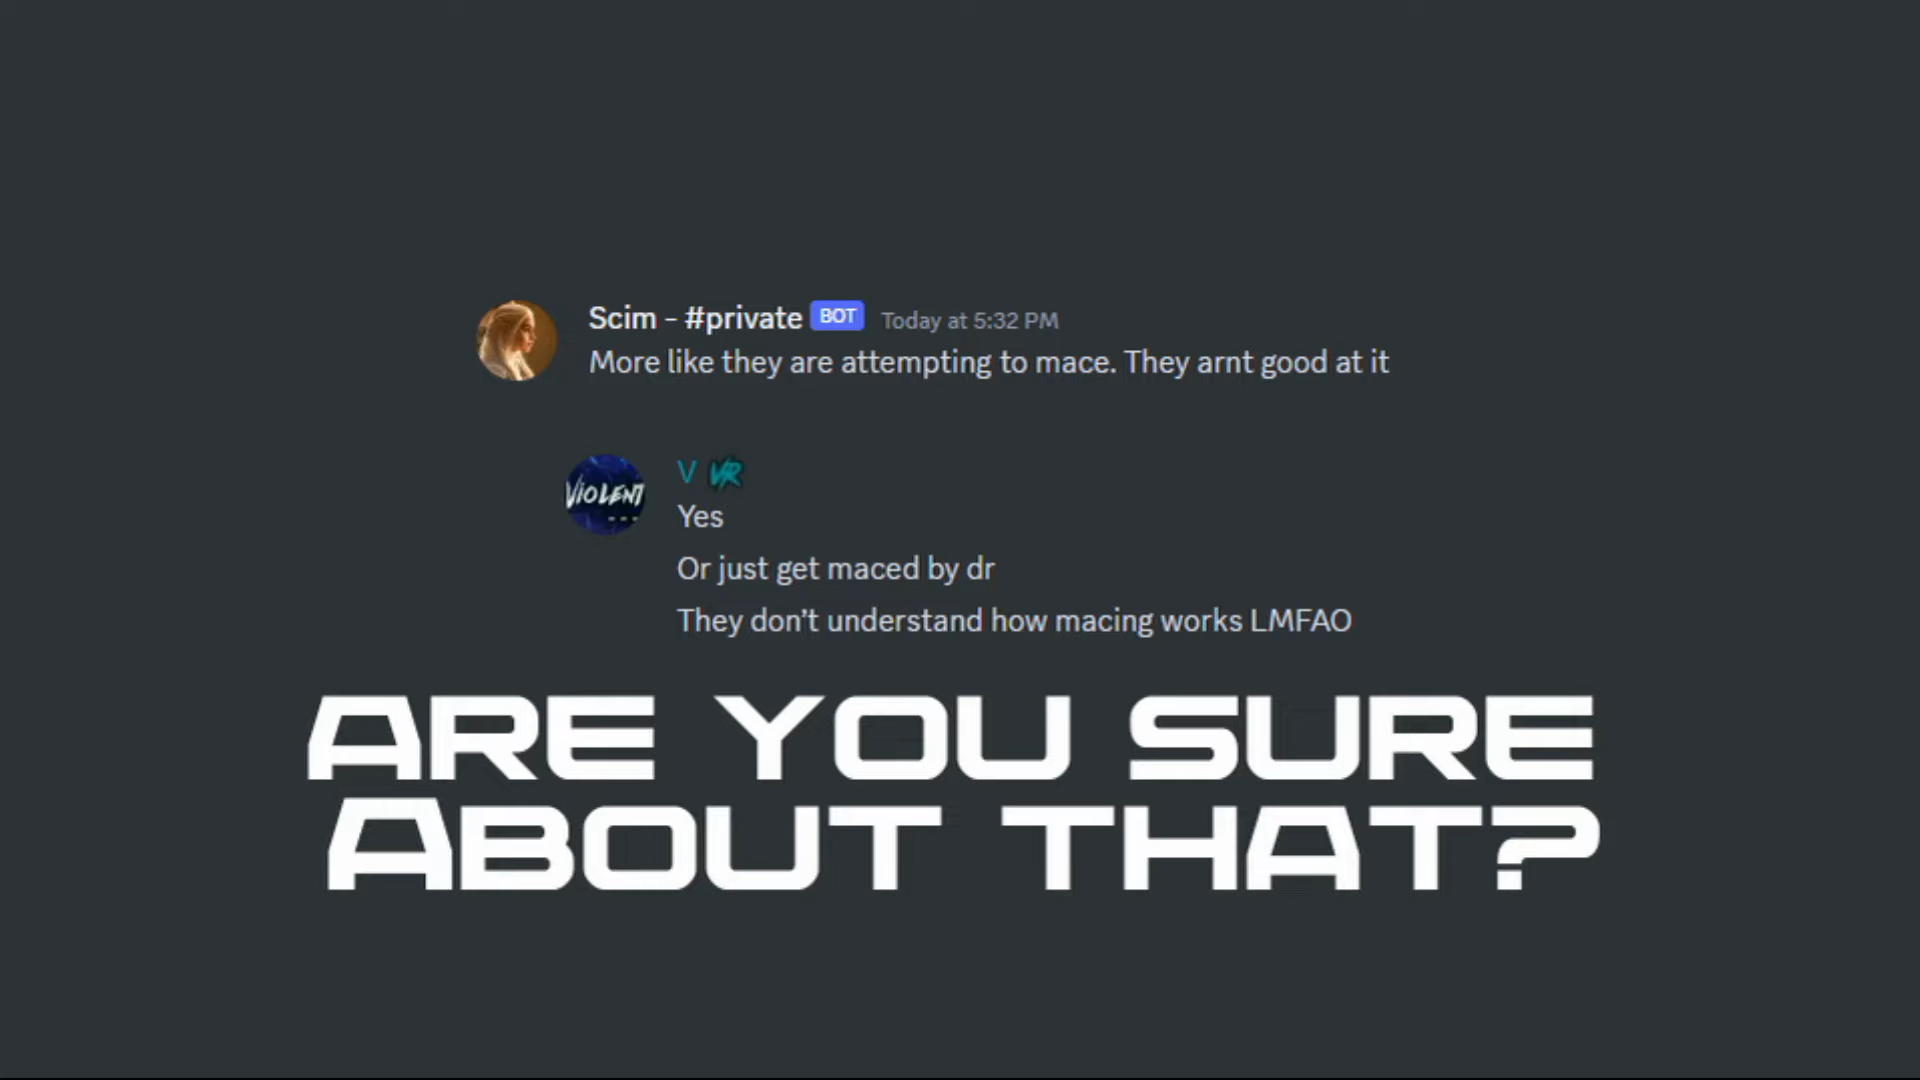 Scim - #private BOT Today at 5:32 PM
More like they are attempting to mace. They arnt good at it
VIOLENT
V VR
Yes
Or just get maced by dr
They don't understand how macing works LMFAO
ARE YOU SURE
ABOUT THAT?